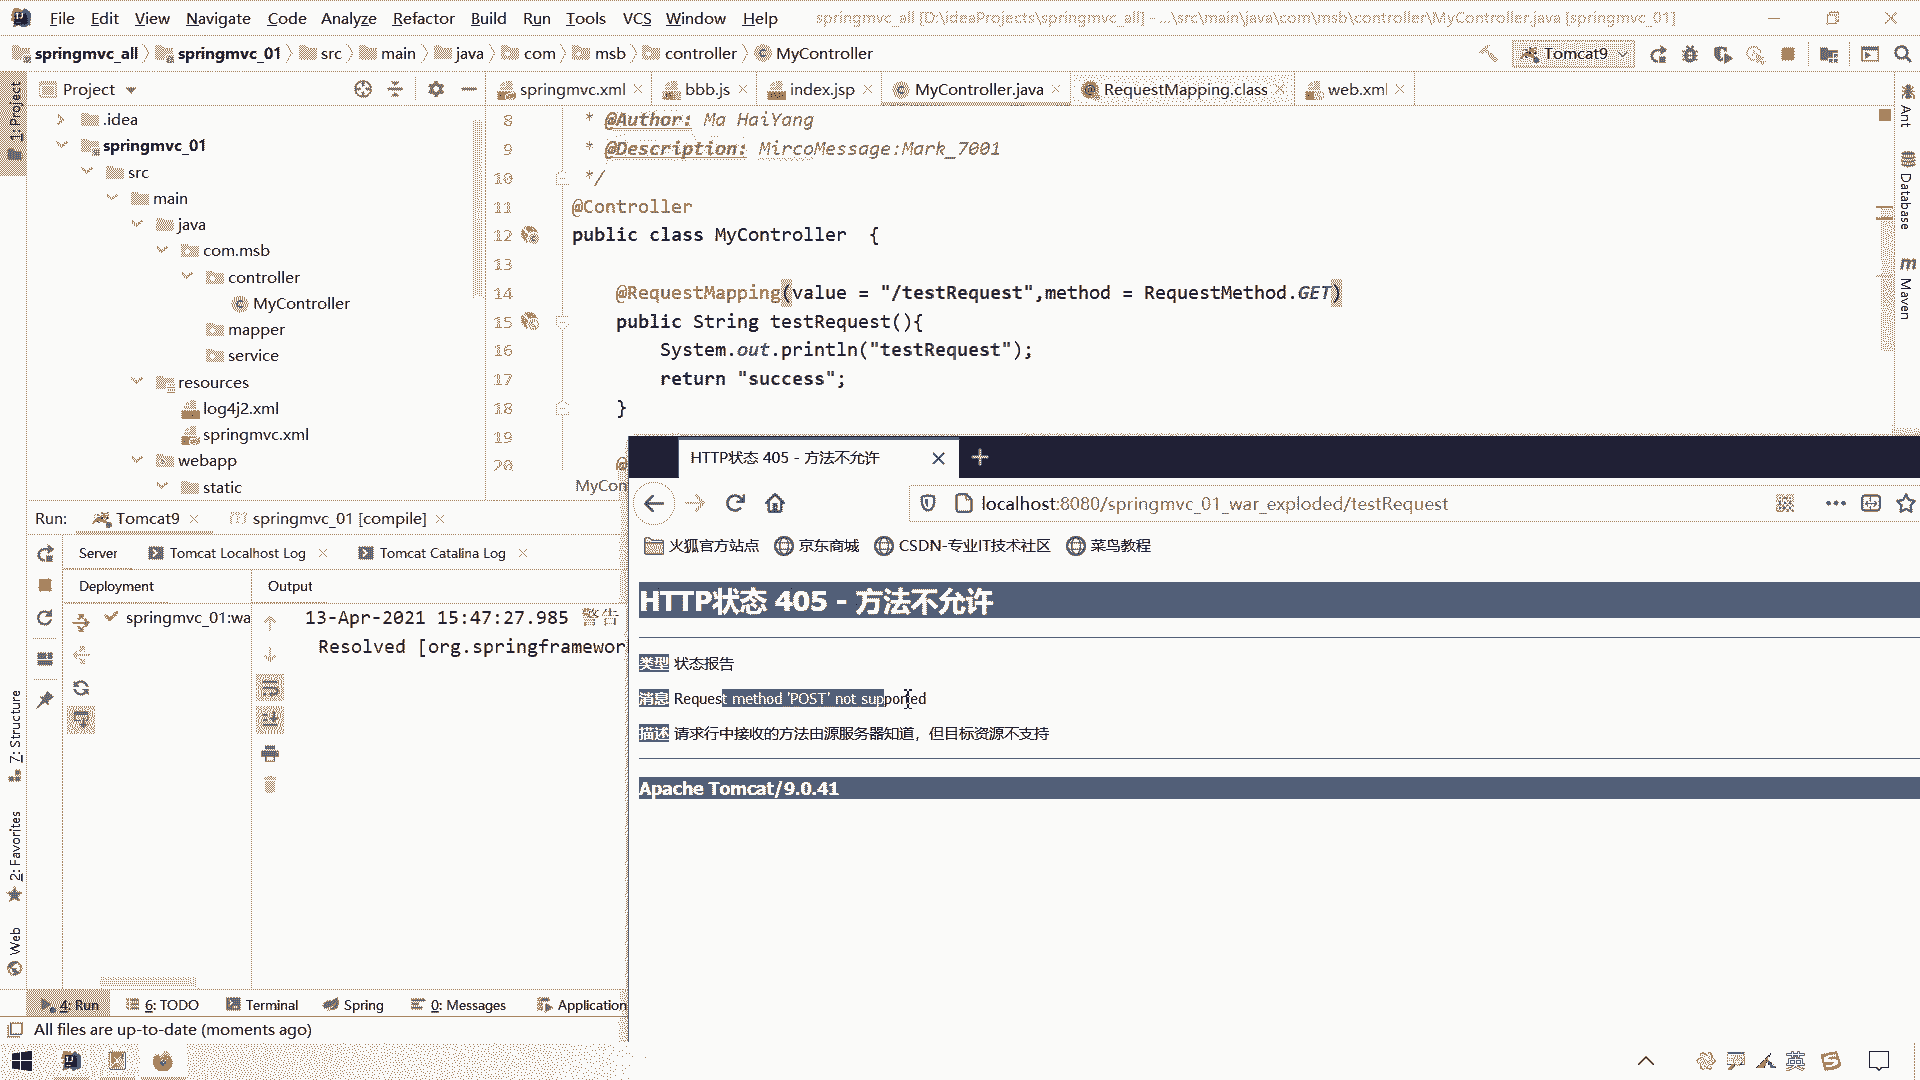 File Edit View Navigate Code Analyze Refactor Build Run Tools VCS Window Help springmvc_all [D:\ideaProjects\springmvc_all] - ...\src\main\java\com\msb\controller\MyController.java [springmvc_01]
springmvc_all springmvc_01 src main java com msb controller MyController Tomcat9
Project springmvc.xml bbb.js index.jsp MyController.java RequestMapping.class web.xml
1: Project
.idea
springmvc_01
src
main
java
com.msb
controller
MyController
mapper
service
resources
log4j2.xml
springmvc.xml
webapp
static
8 * @Author: Ma HaiYang
9 * @Description: MircoMessage:Mark_7001
10 */
11 @Controller
12 public class MyController {
13
14 @RequestMapping(value = "/testRequest",method = RequestMethod.GET)
15 public String testRequest(){
16 System.out.println("testRequest");
17 return "success";
18 }
19
20 @
MyCon
Ant
Database
Maven
Run: Tomcat9 springmvc_01 [compile]
Server Tomcat Localhost Log Tomcat Catalina Log
Deployment Output
springmvc_01:wa
13-Apr-2021 15:47:27.985 警告
Resolved [org.springframewor
7: Structure
2: Favorites
Web
HTTP状态 405 - 方法不允许
localhost:8080/springmvc_01_war_exploded/testRequest
火狐官方站点 京东商城 CSDN-专业IT技术社区 菜鸟教程
HTTP状态 405 - 方法不允许
类型 状态报告
消息 Request method 'POST' not supported
描述 请求行中接收的方法由源服务器知道，但目标资源不支持
Apache Tomcat/9.0.41
4: Run 6: TODO Terminal Spring 0: Messages Application
All files are up-to-date (moments ago)
英